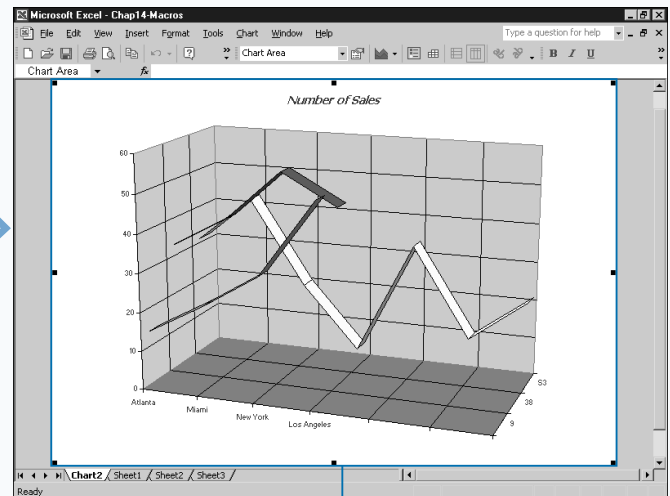 Microsoft Excel - Chap14-Macros
File Edit View Insert Format Tools Chart Window Help
Type a question for help
Chart Area
B I U
Chart Area
fx
Number of Sales
60
50
40
30
20
10
0
Atlanta
Miami
New York
Los Angeles
S3
38
9
Chart2 / Sheet1 / Sheet2 / Sheet3 /
Ready